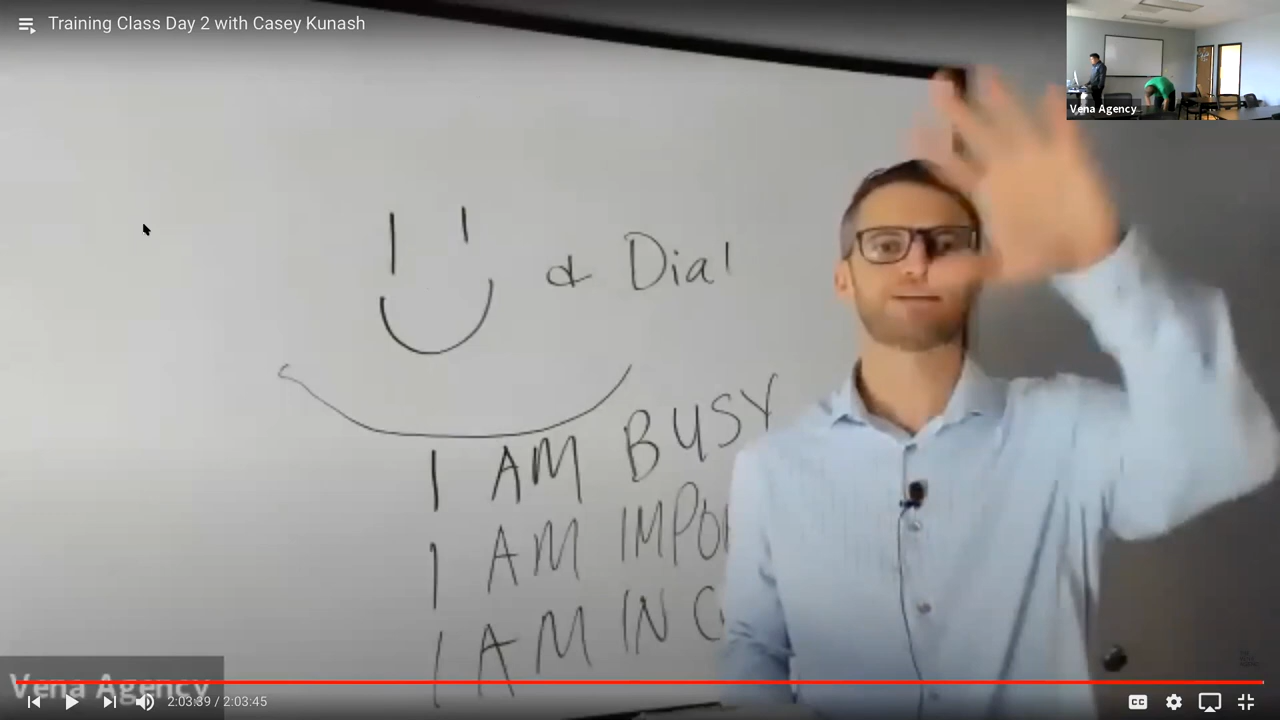 Training Class Day 2 with Casey Kunash
Vena Agency
& Dial
I AM BUSY
I AM
I AM IN
Vena Agency
2:03:39 / 2:03:45
CC